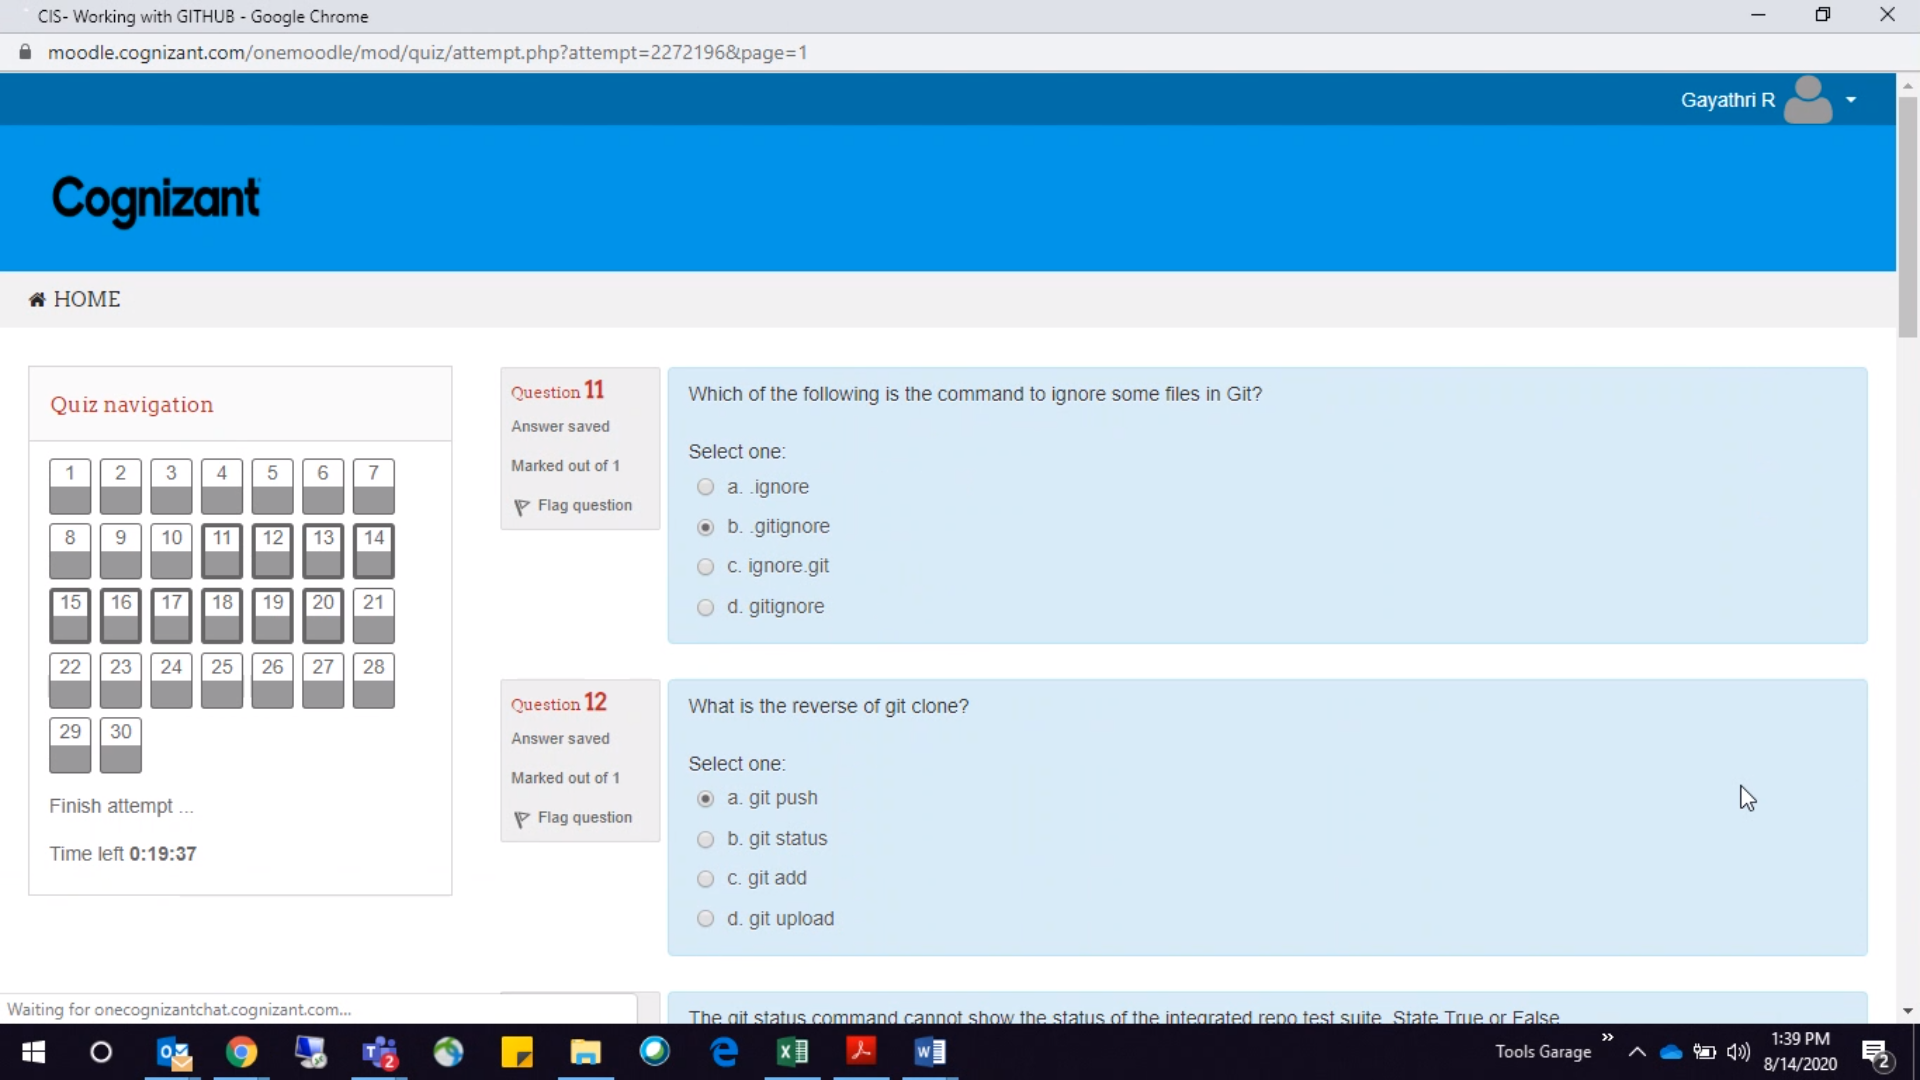 CIS- Working with GITHUB - Google Chrome
moodle.cognizant.com/onemoodle/mod/quiz/attempt.php?attempt=2272196&page=1
Gayathri R
Cognizant
HOME
Quiz navigation
1 2 3 4 5 6 7
8 9 10 11 12 13 14
15 16 17 18 19 20 21
22 23 24 25 26 27 28
29 30
Finish attempt ...
Time left 0:19:37
Question 11
Answer saved
Marked out of 1
Flag question
Which of the following is the command to ignore some files in Git?
Select one:
a. .ignore
b. .gitignore
c. ignore.git
d. gitignore
Question 12
Answer saved
Marked out of 1
Flag question
What is the reverse of git clone?
Select one:
a. git push
b. git status
c. git add
d. git upload
The git status command cannot show the status of the integrated repo test suite. State True or False
Waiting for onecognizantchat.cognizant.com...
2
Tools Garage
1:39 PM
8/14/2020
2